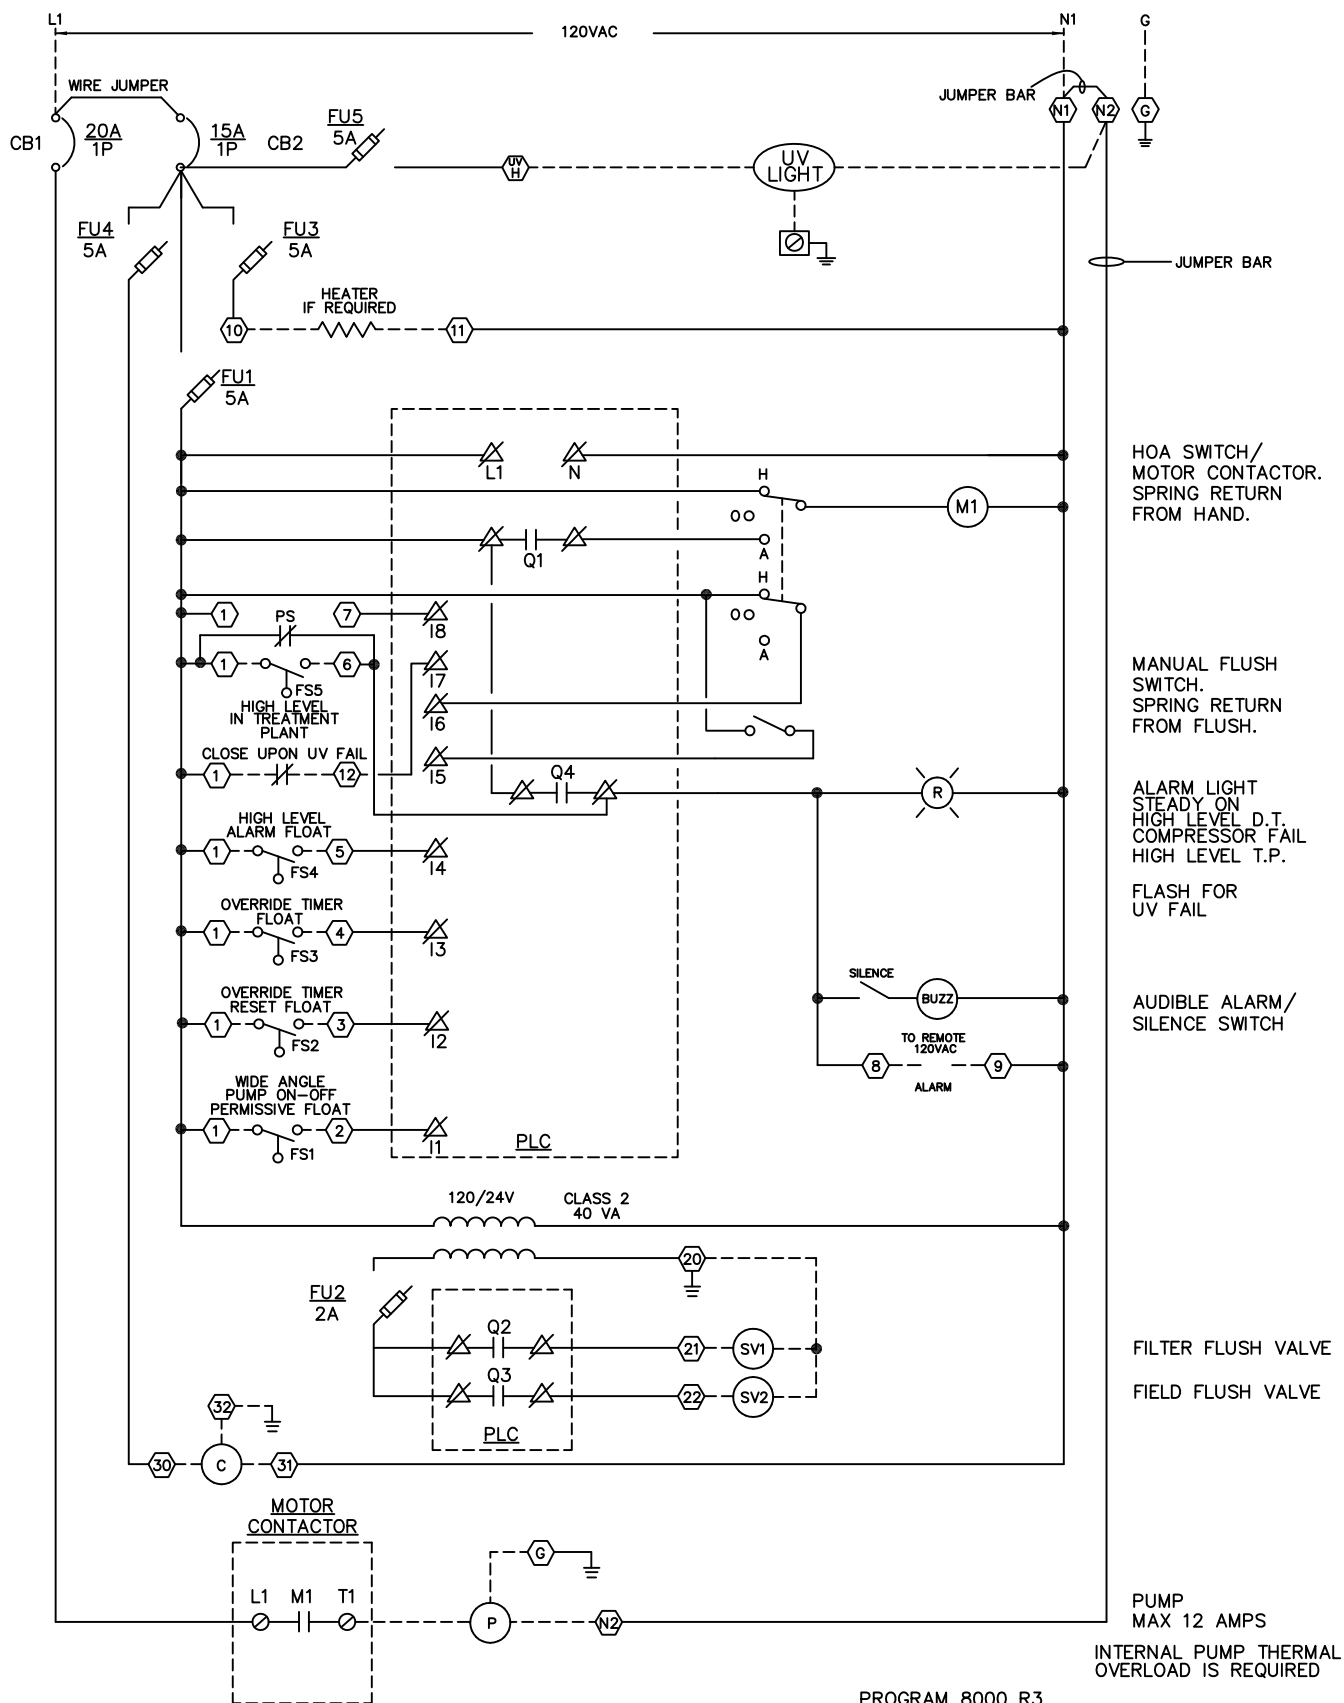 L1
120VAC
N1
G
WIRE JUMPER
JUMPER BAR
N1
N2
G
CB1
20A
1P
15A
1P
CB2
FU5
5A
UV
H
UV
LIGHT
FU4
5A
FU3
5A
JUMPER BAR
HEATER
IF REQUIRED
10
11
FU1
5A
L1
N
H
O
A
M1
HOA SWITCH/
MOTOR CONTACTOR.
SPRING RETURN
FROM HAND.
Q1
H
O
A
1
7
I8
PS
1
6
FS5
HIGH LEVEL
IN TREATMENT
PLANT
I7
I6
MANUAL FLUSH
SWITCH.
SPRING RETURN
FROM FLUSH.
CLOSE UPON UV FAIL
1
12
I5
Q4
R
ALARM LIGHT
STEADY ON
HIGH LEVEL D.T.
COMPRESSOR FAIL
HIGH LEVEL T.P.
FLASH FOR
UV FAIL
HIGH LEVEL
ALARM FLOAT
1
5
FS4
I4
OVERRIDE TIMER
FLOAT
1
4
FS3
I3
SILENCE
BUZZ
AUDIBLE ALARM/
SILENCE SWITCH
OVERRIDE TIMER
RESET FLOAT
1
3
FS2
I2
TO REMOTE
120VAC
8
9
ALARM
WIDE ANGLE
PUMP ON-OFF
PERMISSIVE FLOAT
1
2
FS1
I1
PLC
120/24V
CLASS 2
40 VA
20
FU2
2A
Q2
21
SV1
FILTER FLUSH VALVE
Q3
22
SV2
FIELD FLUSH VALVE
PLC
32
30
C
31
MOTOR
CONTACTOR
G
L1
M1
T1
P
N2
PUMP
MAX 12 AMPS
INTERNAL PUMP THERMAL
OVERLOAD IS REQUIRED
PROGRAM 8000 R3